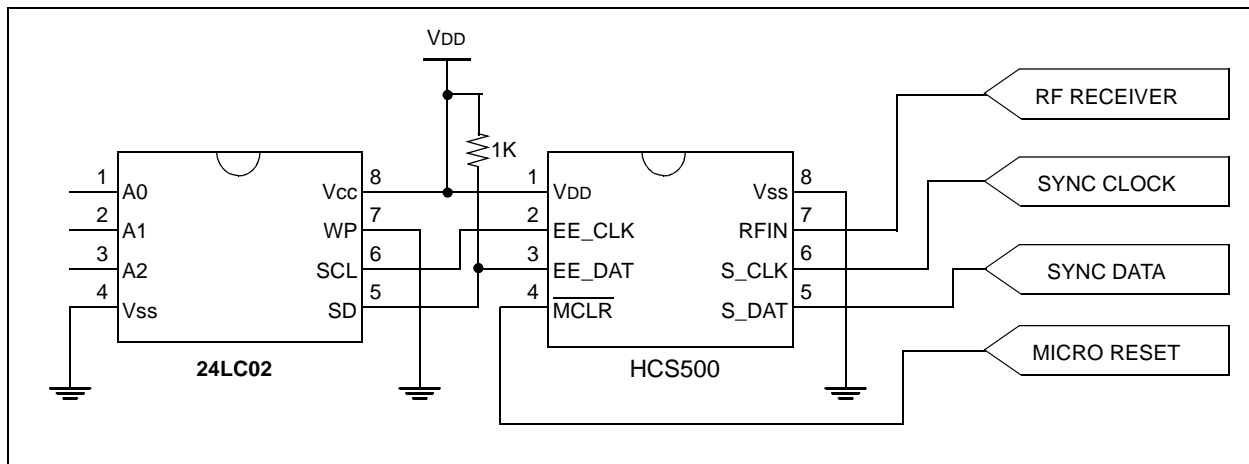 VDD
1K
1 A0
2 A1
3 A2
4 Vss
8 Vcc
7 WP
6 SCL
5 SD
24LC02
1 VDD
2 EE_CLK
3 EE_DAT
4 MCLR
8 Vss
7 RFIN
6 S_CLK
5 S_DAT
HCS500
RF RECEIVER
SYNC CLOCK
SYNC DATA
MICRO RESET